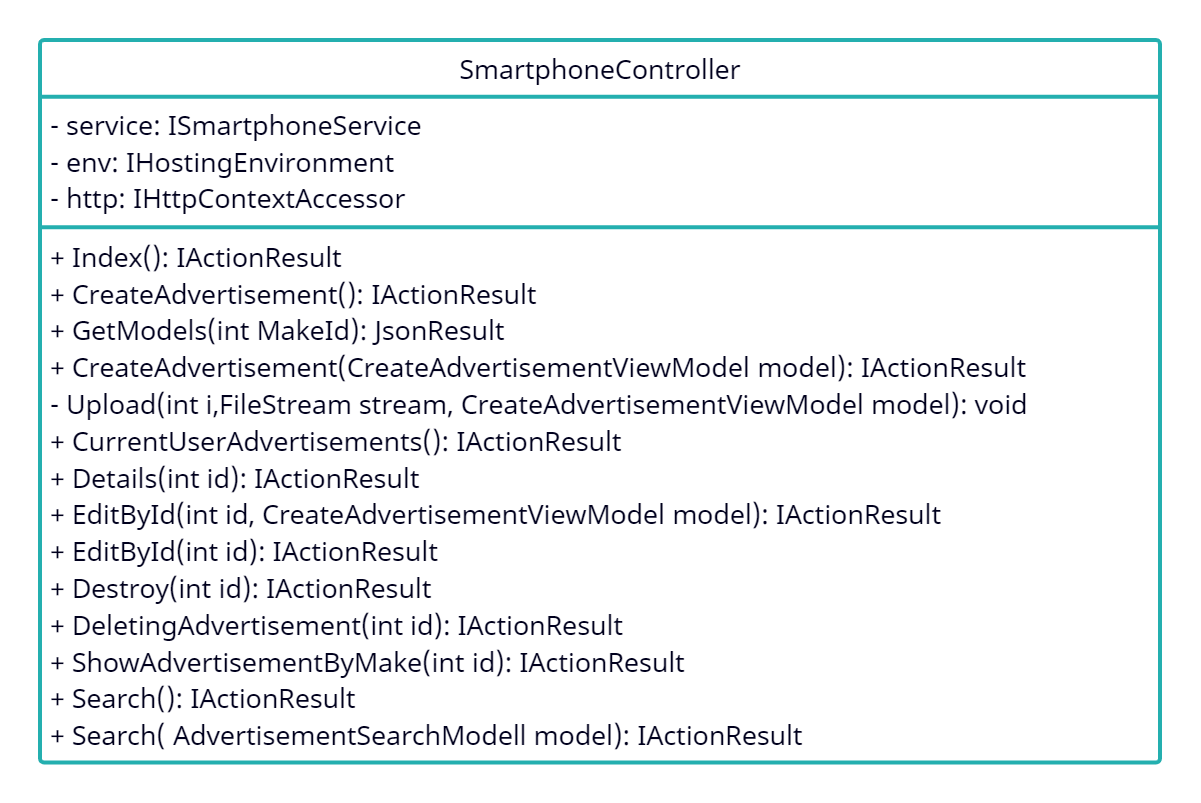 SmartphoneController
- service: ISmartphoneService
- env: IHostingEnvironment
- http: IHttpContextAccessor
+ Index(): IActionResult
+ CreateAdvertisement(): IActionResult
+ GetModels(int MakeId): JsonResult
+ CreateAdvertisement(CreateAdvertisementViewModel model): IActionResult
- Upload(int i,FileStream stream, CreateAdvertisementViewModel model): void
+ CurrentUserAdvertisements(): IActionResult
+ Details(int id): IActionResult
+ EditById(int id, CreateAdvertisementViewModel model): IActionResult
+ EditById(int id): IActionResult
+ Destroy(int id): IActionResult
+ DeletingAdvertisement(int id): IActionResult
+ ShowAdvertisementByMake(int id): IActionResult
+ Search(): IActionResult
+ Search( AdvertisementSearchModell model): IActionResult